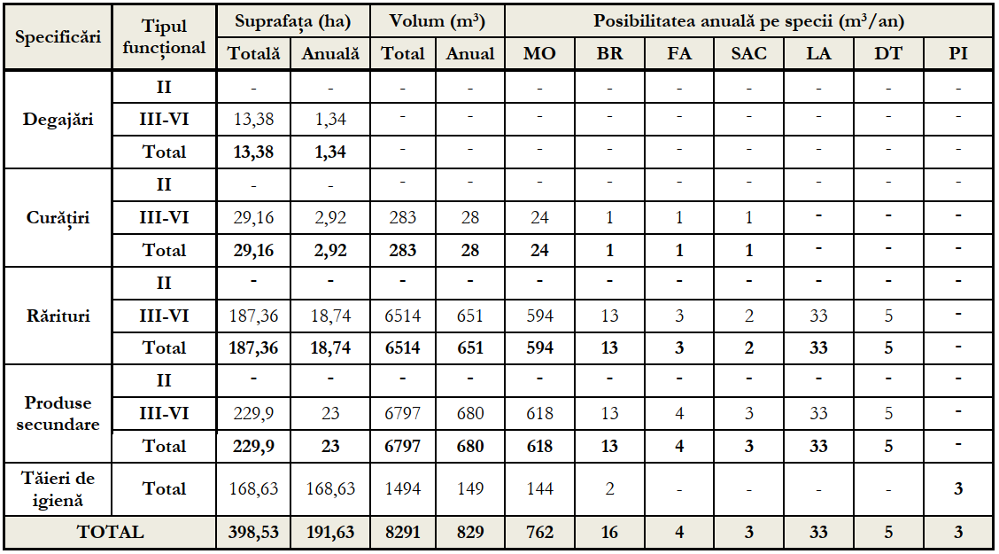 Specificări Tipul funcțional Suprafața (ha) Volum (m³) Posibilitatea anuală pe specii (m³/an)
Totală Anuală Total Anual MO BR FA SAC LA DT PI
Degajări
II - - - - - - - - - - -
III-VI 13,38 1,34 - - - - - - - - -
Total 13,38 1,34 - - - - - - - - -
Curățiri
II - - - - - - - - - - -
III-VI 29,16 2,92 283 28 24 1 1 1 - - -
Total 29,16 2,92 283 28 24 1 1 1 - - -
Rărituri
II - - - - - - - - - - -
III-VI 187,36 18,74 6514 651 594 13 3 2 33 5 -
Total 187,36 18,74 6514 651 594 13 3 2 33 5 -
Produse secundare
II - - - - - - - - - - -
III-VI 229,9 23 6797 680 618 13 4 3 33 5 -
Total 229,9 23 6797 680 618 13 4 3 33 5 -
Tăieri de igienă
Total 168,63 168,63 1494 149 144 2 - - - - 3
TOTAL 398,53 191,63 8291 829 762 16 4 3 33 5 3